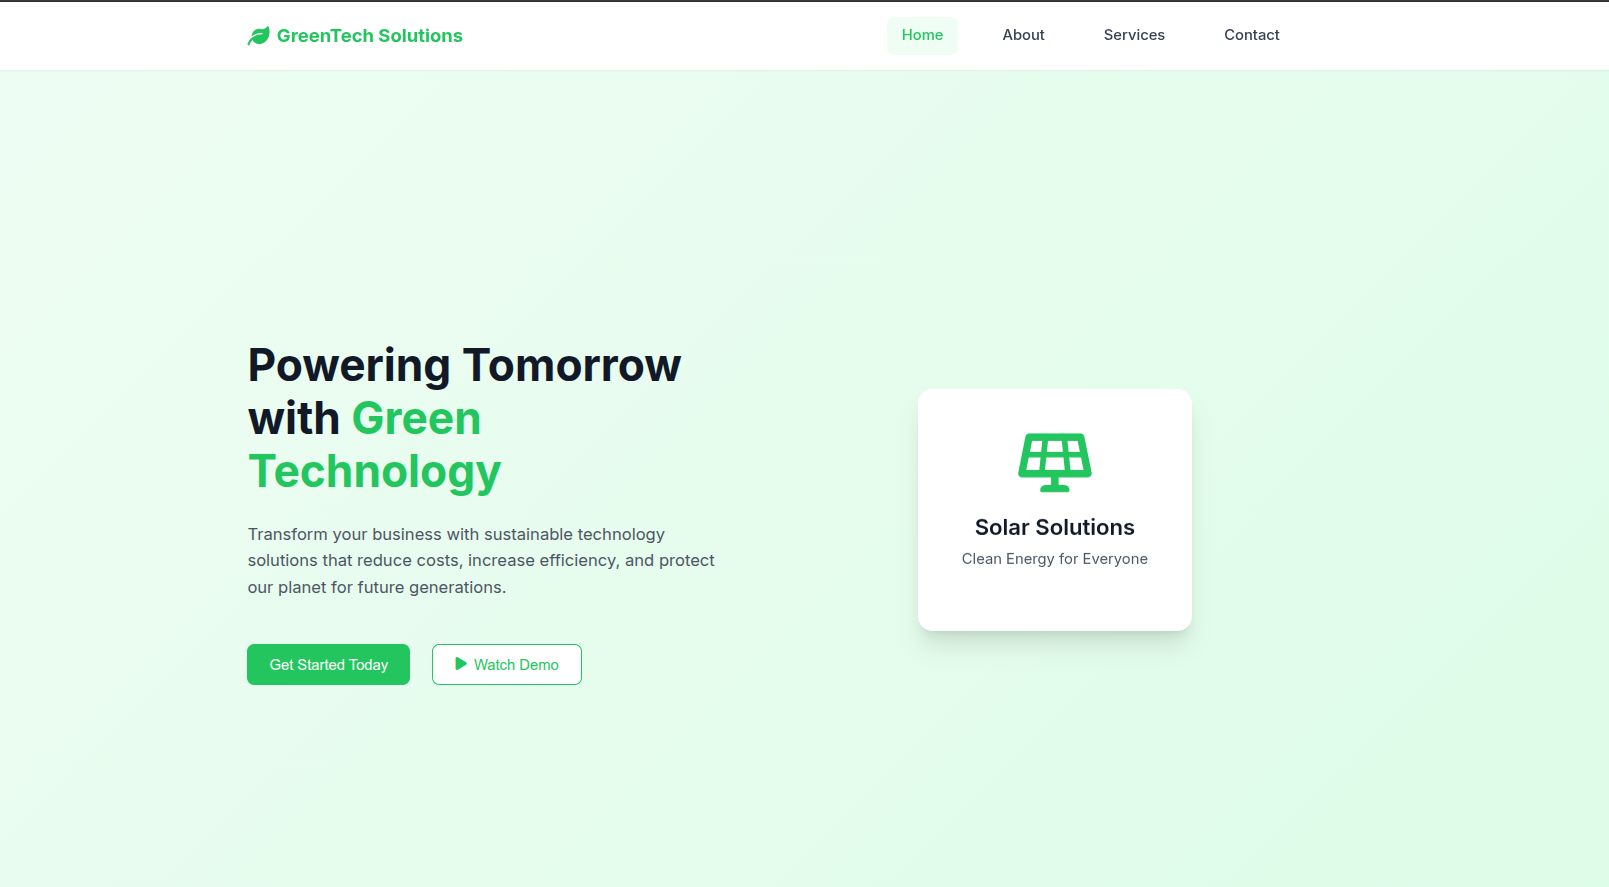 GreenTech Solutions
Home
About
Services
Contact
Powering Tomorrow
with Green
Technology
Transform your business with sustainable technology
solutions that reduce costs, increase efficiency, and protect
our planet for future generations.
Get Started Today
Watch Demo
Solar Solutions
Clean Energy for Everyone